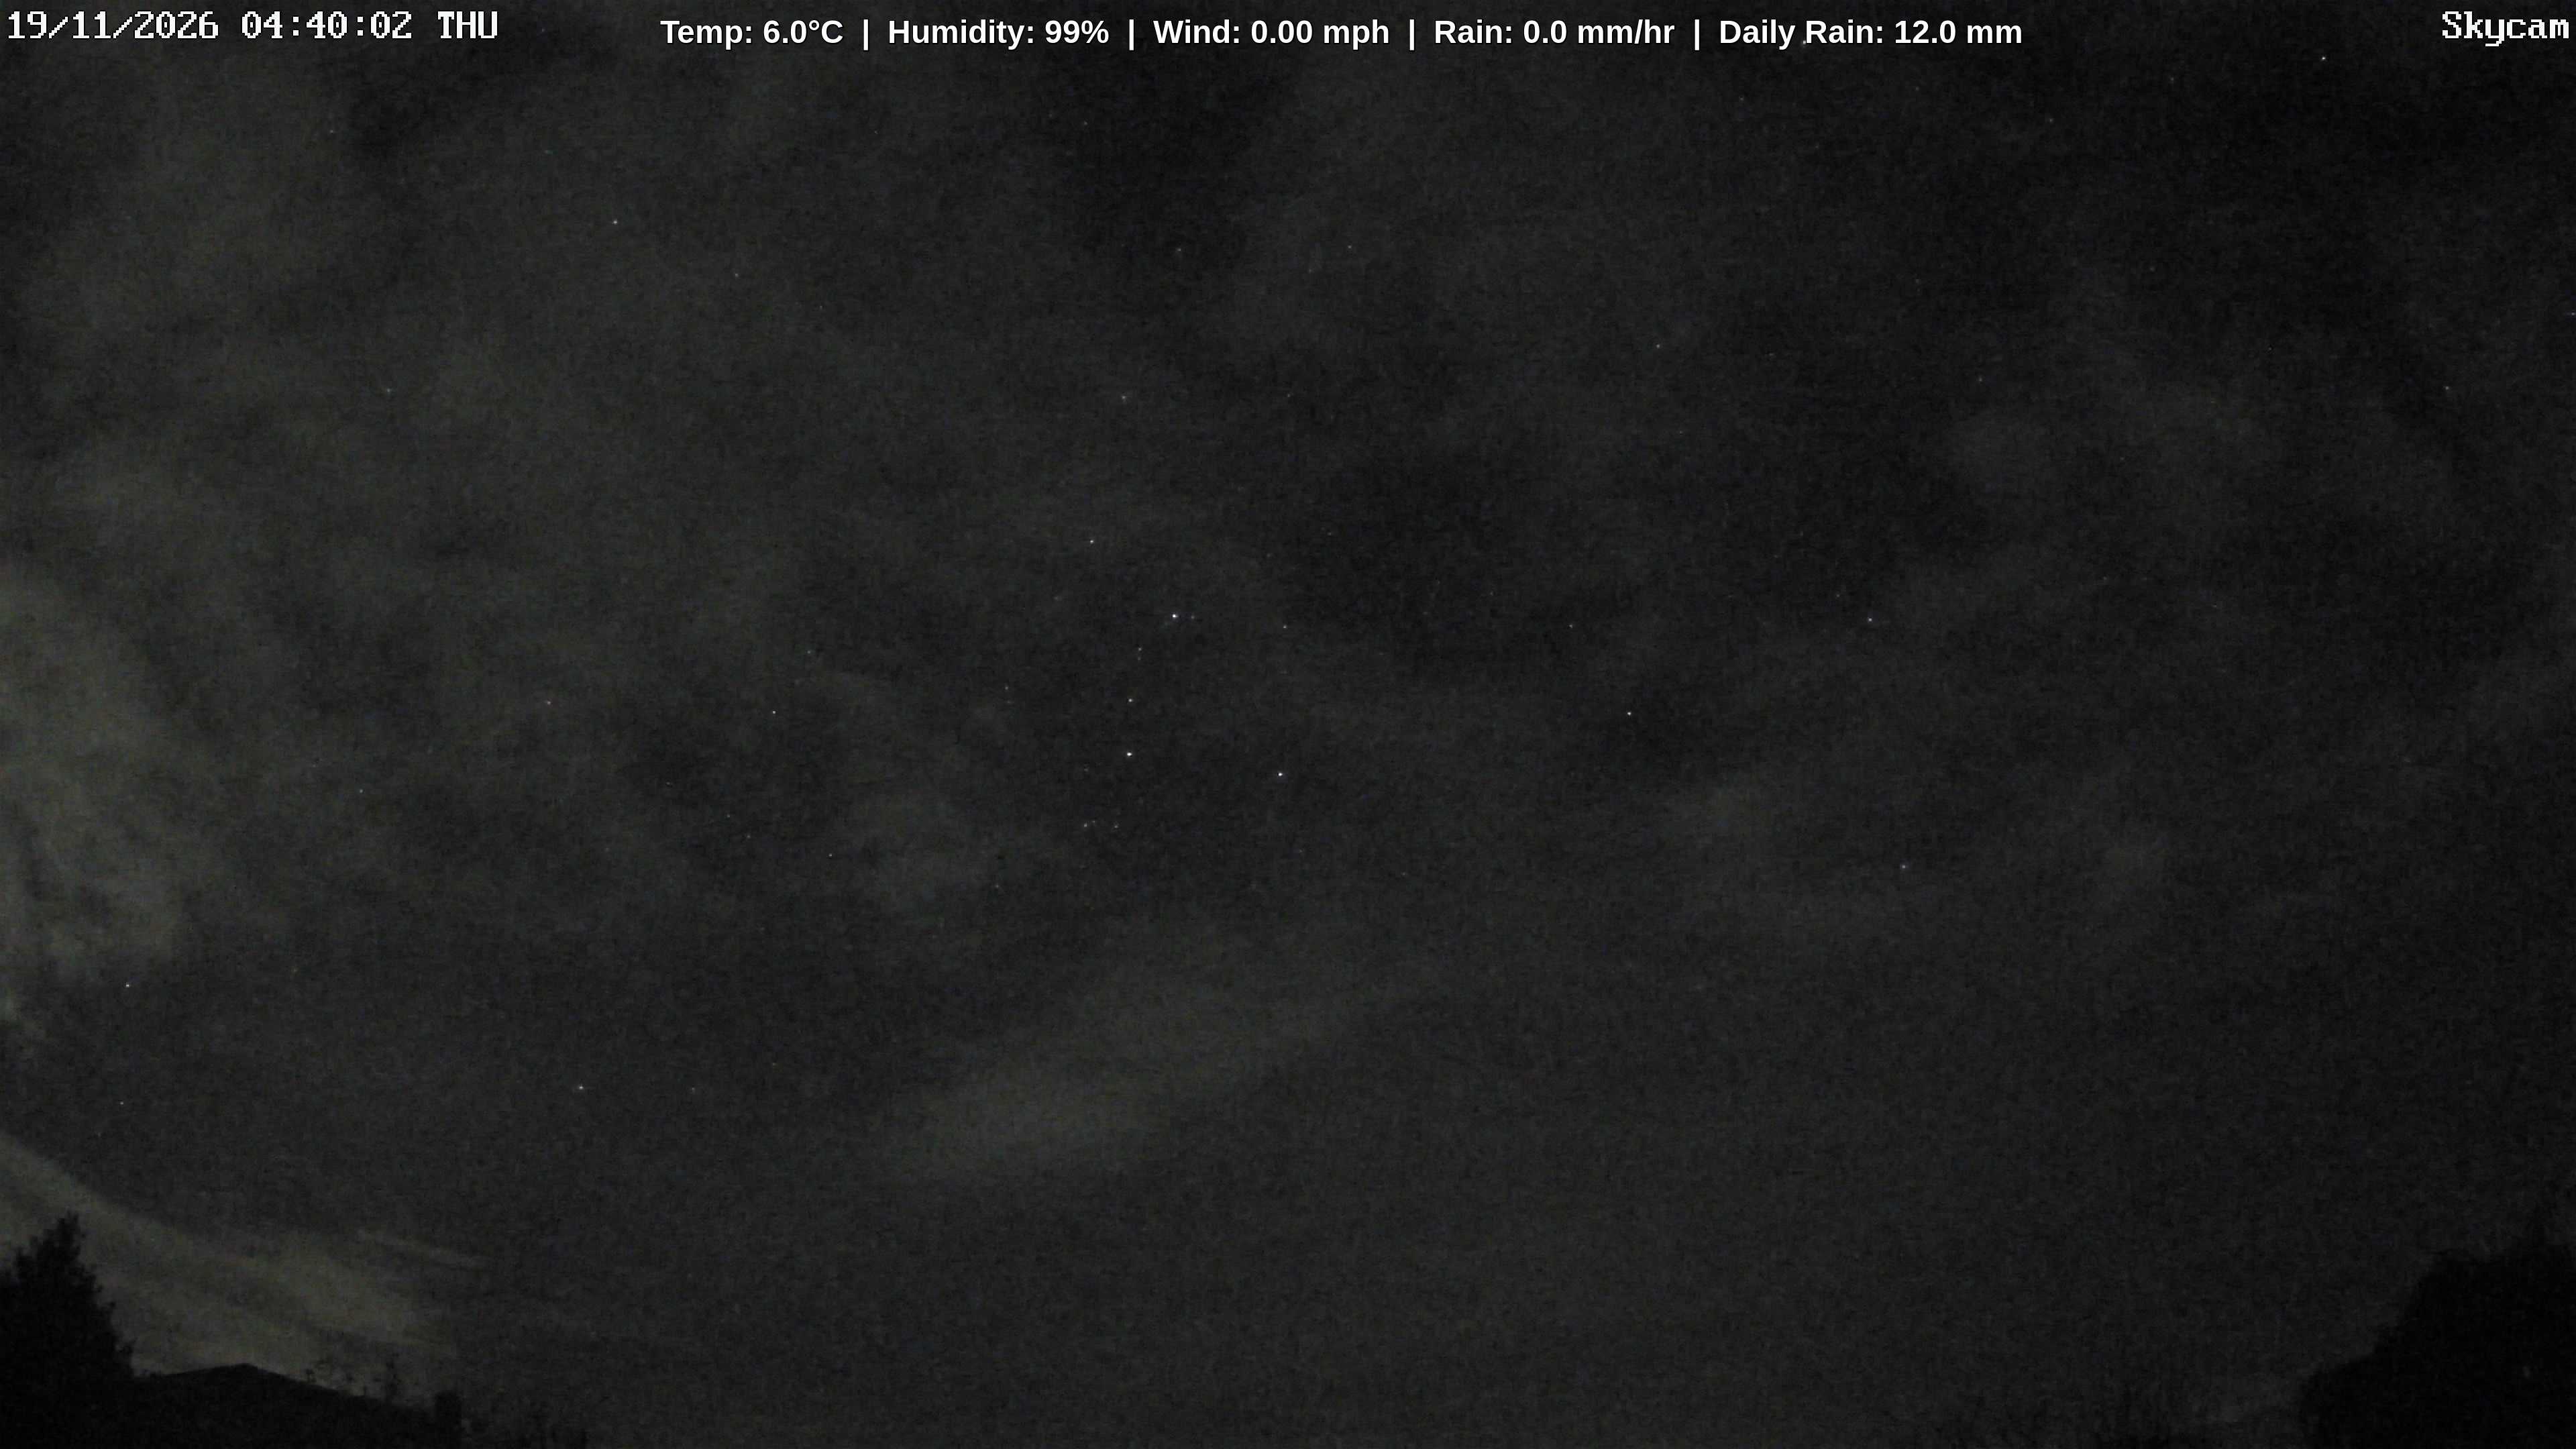 19/11/2026 04:40:02 THU
Temp: 6.0°C | Humidity: 99% | Wind: 0.00 mph | Rain: 0.0 mm/hr | Daily Rain: 12.0 mm
Skycam